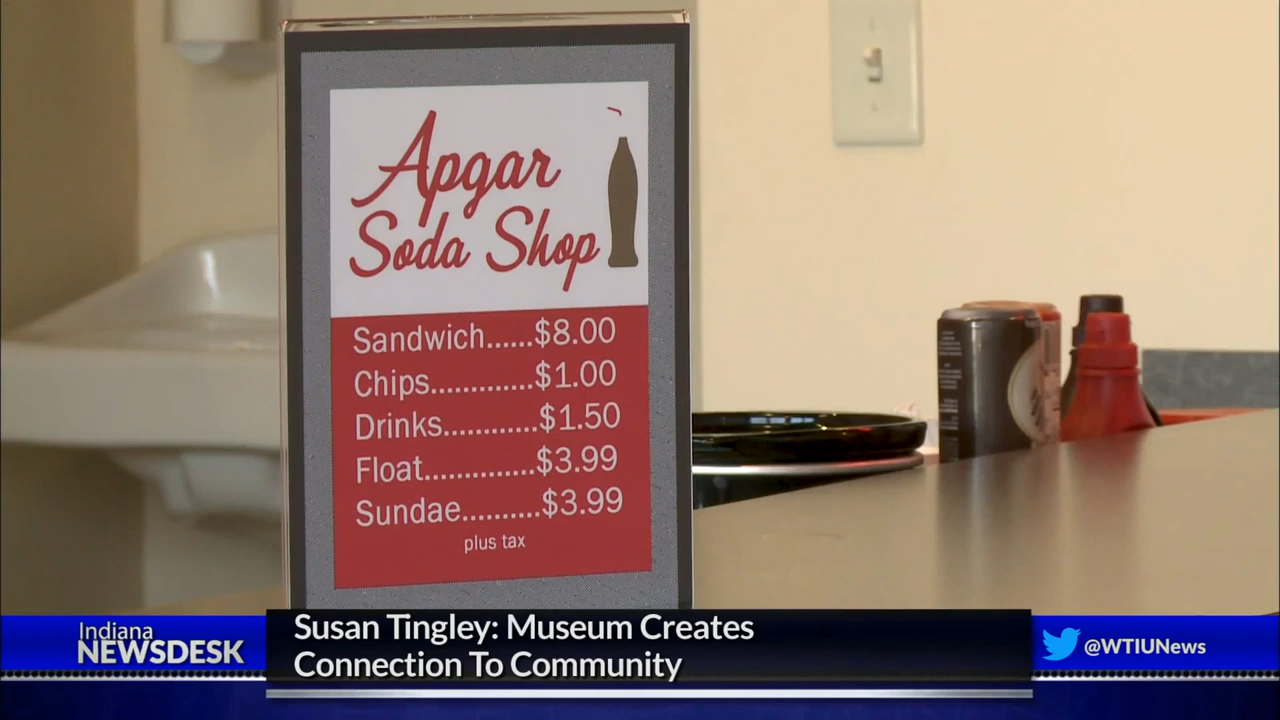 Apgar
Soda Shop
Sandwich......$8.00
Chips.............$1.00
Drinks............$1.50
Float..............$3.99
Sundae..........$3.99
plus tax
Indiana
NEWSDESK
Susan Tingley: Museum Creates
Connection To Community
@WTIUNews